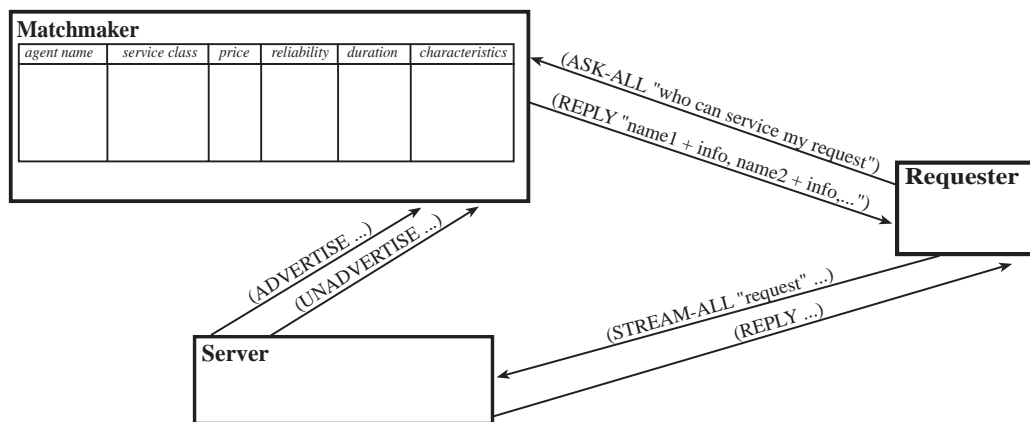 Matchmaker
agent name service class price reliability duration characteristics
(ASK-ALL "who can service my request")
(REPLY "name1 + info, name2 + info,... ")
Requester
(ADVERTISE ...)
(UNADVERTISE ...)
(STREAM-ALL "request" ...)
(REPLY ...)
Server